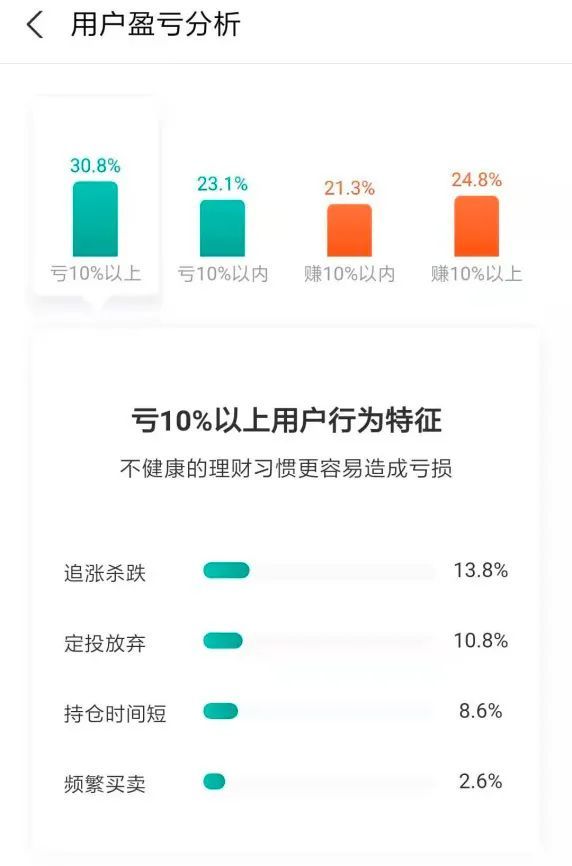 用户盈亏分析
30.8%
23.1%
21.3%
24.8%
亏10%以上
亏10%以内
赚10%以内
赚10%以上
亏10%以上用户行为特征
不健康的理财习惯更容易造成亏损
追涨杀跌 13.8%
定投放弃 10.8%
持仓时间短 8.6%
频繁买卖 2.6%